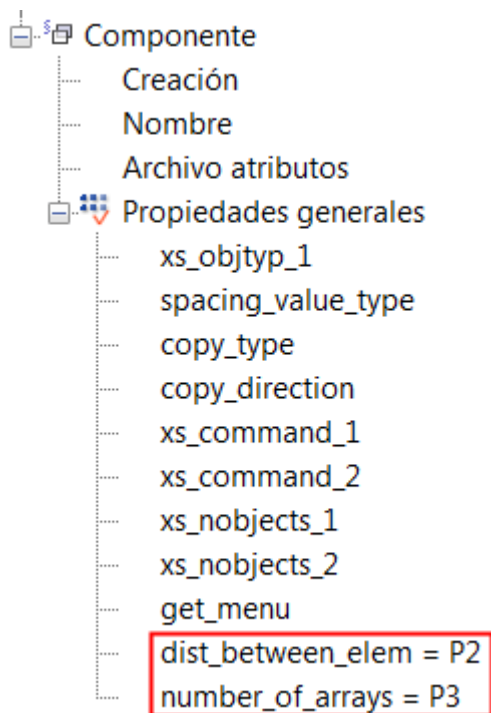 Componente
Creación
Nombre
Archivo atributos
Propiedades generales
xs_objtyp_1
spacing_value_type
copy_type
copy_direction
xs_command_1
xs_command_2
xs_nobjects_1
xs_nobjects_2
get_menu
dist_between_elem = P2
number_of_arrays = P3